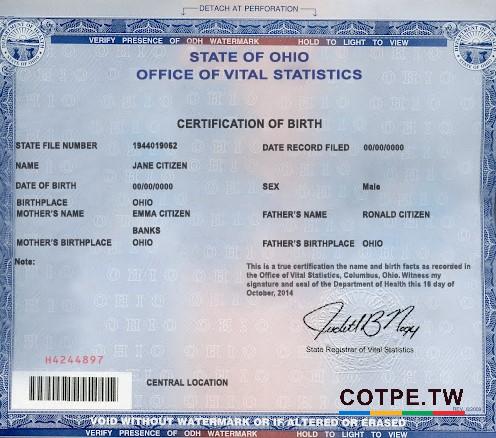 DETACH AT PERFORATION
VERIFY PRESENCE OF ODH WATERMARK HOLD TO LIGHT TO VIEW
STATE OF OHIO
OFFICE OF VITAL STATISTICS
CERTIFICATION OF BIRTH
STATE FILE NUMBER 1944019062 DATE RECORD FILED 00/00/0000
NAME JANE CITIZEN
DATE OF BIRTH 00/00/0000 SEX Male
BIRTHPLACE OHIO
MOTHER'S NAME EMMA CITIZEN FATHER'S NAME RONALD CITIZEN
BANKS
MOTHER'S BIRTHPLACE OHIO FATHER'S BIRTHPLACE OHIO
Note:
This is a true certification the name and birth facts as recorded in
the Office of Vital Statistics, Columbus, Ohio. Witness my
signature and seal of the Department of Health this 16 day of
October, 2014
State Registrar of Vital Statistics
H4244897
CENTRAL LOCATION
COTPE.TW
VOID WITHOUT WATERMARK OR IF ALTERED OR ERASED
VERIFY PRESENCE OF ODH WATERMARK HOLD TO LIGHT TO VIEW